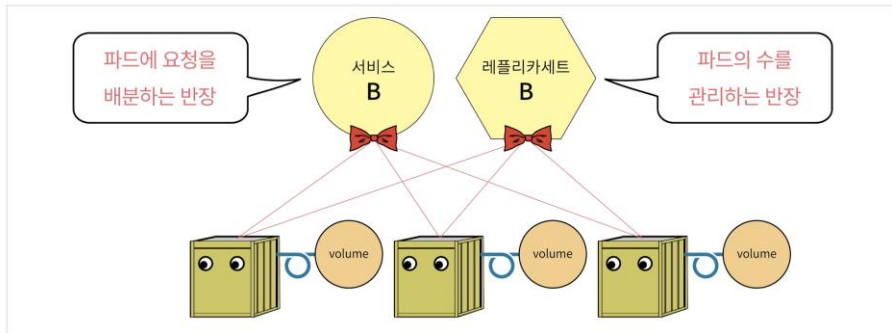 파드에 요청을
배분하는 반장
서비스
B
레플리카세트
B
파드의 수를
관리하는 반장
volume
volume
volume